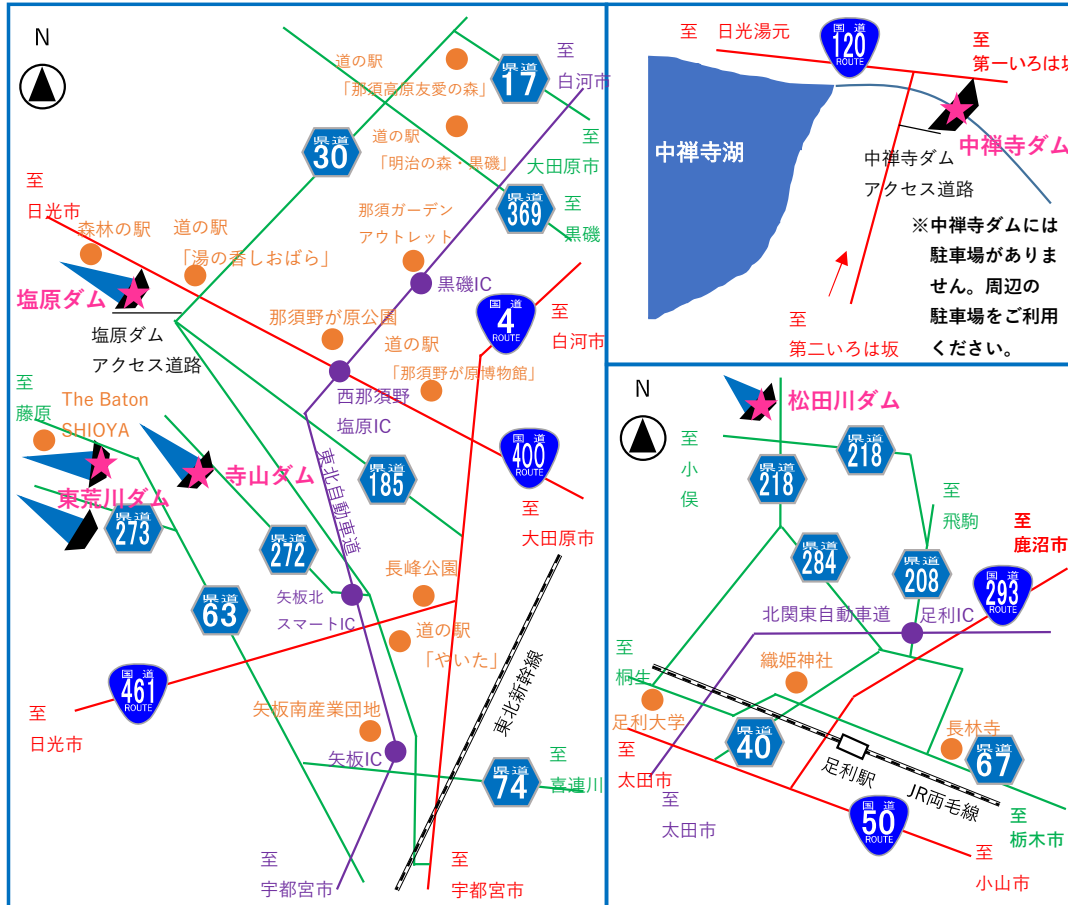 N
至
白河市
道の駅
「那須高原友愛の森」
県道
17
道の駅
「明治の森・黒磯」
至
大田原市
県道
30
至
日光市
森林の駅
道の駅
「湯の香しおばら」
那須ガーデン
アウトレット
県道
369
至
黒磯
塩原ダム
黒磯IC
国道
4
ROUTE
至
白河市
塩原ダム
アクセス道路
那須野が原公園
道の駅
「那須野が原博物館」
西那須野
塩原IC
至
藤原
The Baton
SHIOYA
東荒川ダム
寺山ダム
東北自動車道
県道
185
国道
400
ROUTE
至
大田原市
県道
273
県道
272
県道
63
長峰公園
矢板北
スマートIC
道の駅
「やいた」
国道
461
ROUTE
至
日光市
矢板南産業団地
矢板IC
東北新幹線
県道
74
至
喜連川
至
宇都宮市
至
宇都宮市
至 日光湯元
国道
120
ROUTE
至
第一いろは坂
中禅寺湖
中禅寺ダム
中禅寺ダム
アクセス道路
※中禅寺ダムには
駐車場がありま
せん。周辺の
駐車場をご利用
ください。
至
第二いろは坂
N
松田川ダム
至
小
俣
県道
218
県道
218
至
飛駒
至
鹿沼市
県道
284
県道
208
国道
293
ROUTE
北関東自動車道
足利IC
至
桐生
織姫神社
足利大学
県道
40
足利駅
長林寺
県道
67
JR両毛線
至
太田市
至
太田市
国道
50
ROUTE
至
栃木市
至
小山市